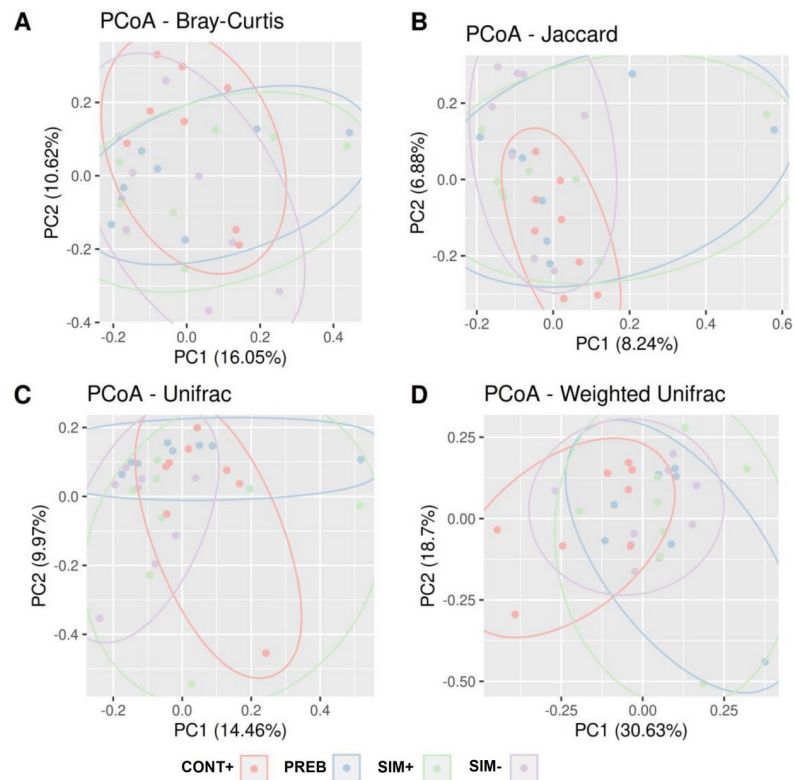 A
PCoA - Bray-Curtis
0.2
0.0
-0.2
-0.4
PC2 (10.62%)
-0.2
0.0
0.2
0.4
PC1 (16.05%)
B
PCoA - Jaccard
0.2
0.0
-0.2
PC2 (6.88%)
-0.2
0.0
0.2
0.4
0.6
PC1 (8.24%)
C
PCoA - Unifrac
0.2
0.0
-0.2
-0.4
PC2 (9.97%)
-0.2
0.0
0.2
0.4
PC1 (14.46%)
D
PCoA - Weighted Unifrac
0.25
0.00
-0.25
-0.50
PC2 (18.7%)
-0.25
0.00
0.25
PC1 (30.63%)
CONT+ PREB SIM+ SIM-